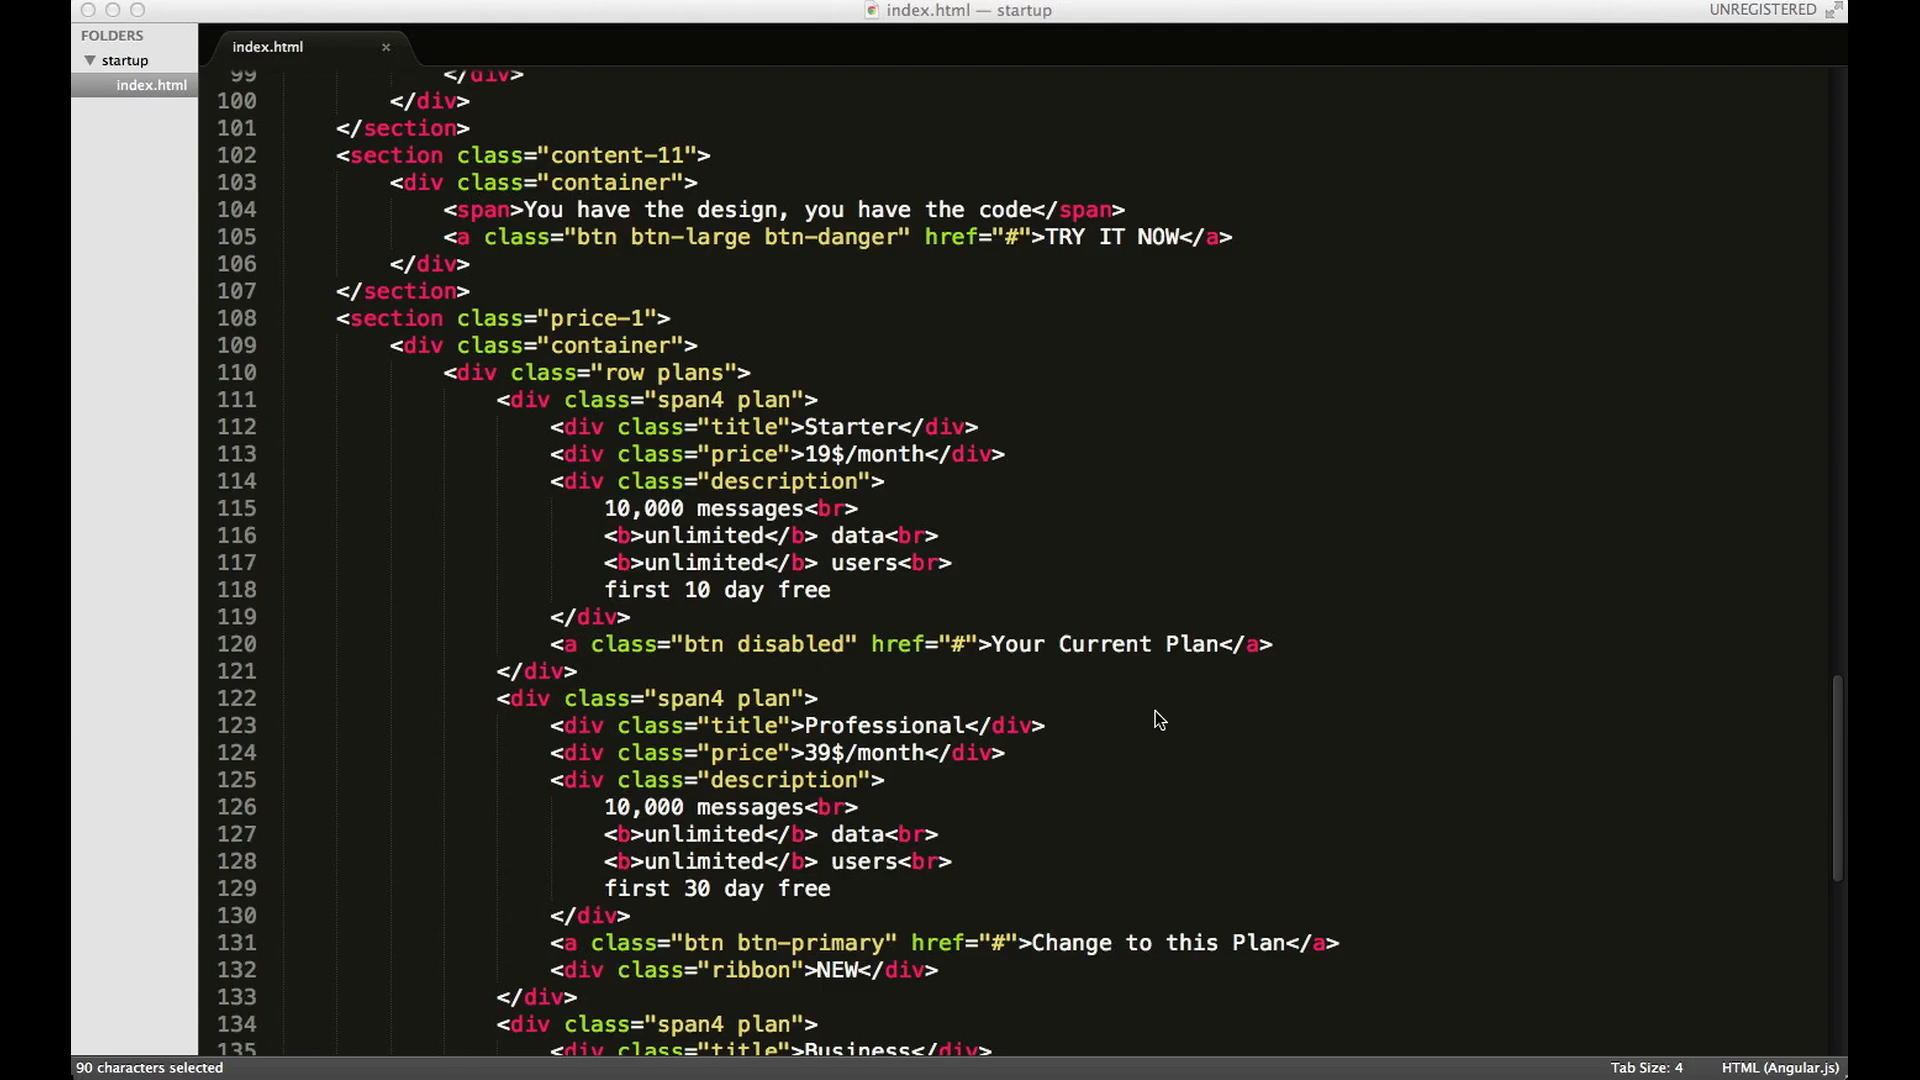 index.html — startup
UNREGISTERED
FOLDERS
startup
index.html
index.html
99 </div>
100 </div>
101 </section>
102 <section class="content-11">
103 <div class="container">
104 <span>You have the design, you have the code</span>
105 <a class="btn btn-large btn-danger" href="#">TRY IT NOW</a>
106 </div>
107 </section>
108 <section class="price-1">
109 <div class="container">
110 <div class="row plans">
111 <div class="span4 plan">
112 <div class="title">Starter</div>
113 <div class="price">19$/month</div>
114 <div class="description">
115 10,000 messages<br>
116 <b>unlimited</b> data<br>
117 <b>unlimited</b> users<br>
118 first 10 day free
119 </div>
120 <a class="btn disabled" href="#">Your Current Plan</a>
121 </div>
122 <div class="span4 plan">
123 <div class="title">Professional</div>
124 <div class="price">39$/month</div>
125 <div class="description">
126 10,000 messages<br>
127 <b>unlimited</b> data<br>
128 <b>unlimited</b> users<br>
129 first 30 day free
130 </div>
131 <a class="btn btn-primary" href="#">Change to this Plan</a>
132 <div class="ribbon">NEW</div>
133 </div>
134 <div class="span4 plan">
135 <div class="title">Business</div>
90 characters selected
Tab Size: 4
HTML (Angular.js)